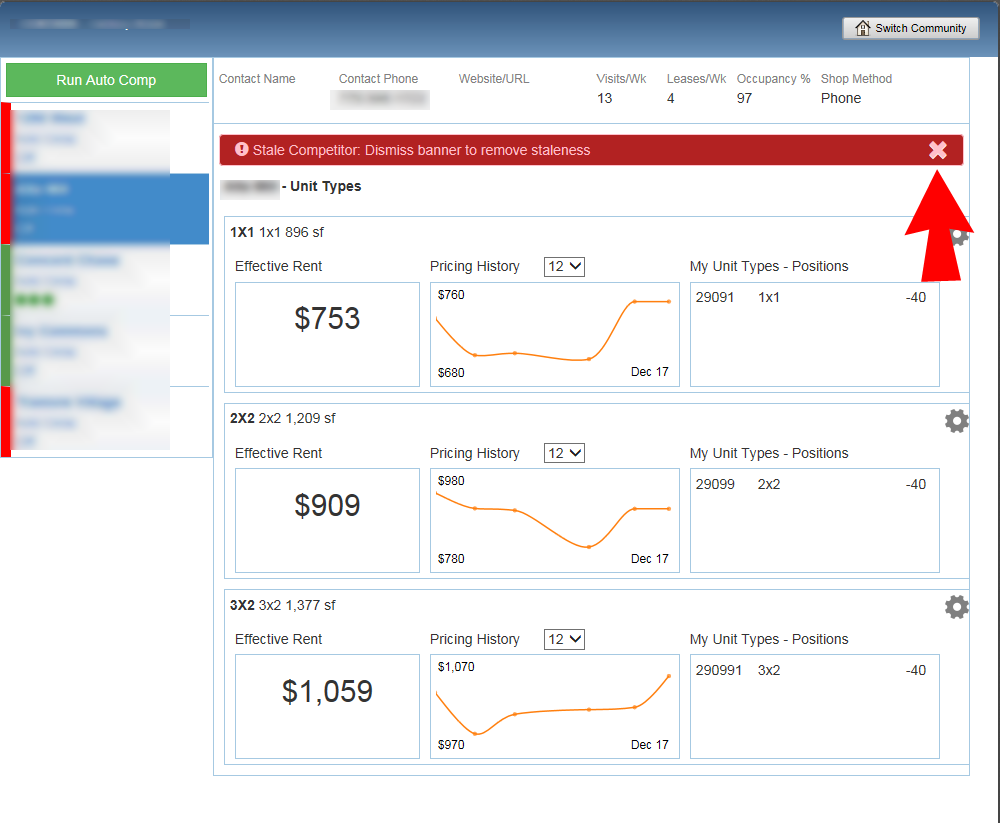 Switch Community
Run Auto Comp
Contact Name Contact Phone Website/URL Visits/Wk Leases/Wk Occupancy % Shop Method
13 4 97 Phone
Stale Competitor: Dismiss banner to remove staleness
- Unit Types
1X1 1x1 896 sf
Effective Rent Pricing History 12 My Unit Types - Positions
$753
$760
$680
Dec 17
29091 1x1 -40
2X2 2x2 1,209 sf
Effective Rent Pricing History 12 My Unit Types - Positions
$909
$980
$780
Dec 17
29099 2x2 -40
3X2 3x2 1,377 sf
Effective Rent Pricing History 12 My Unit Types - Positions
$1,059
$1,070
$970
Dec 17
290991 3x2 -40